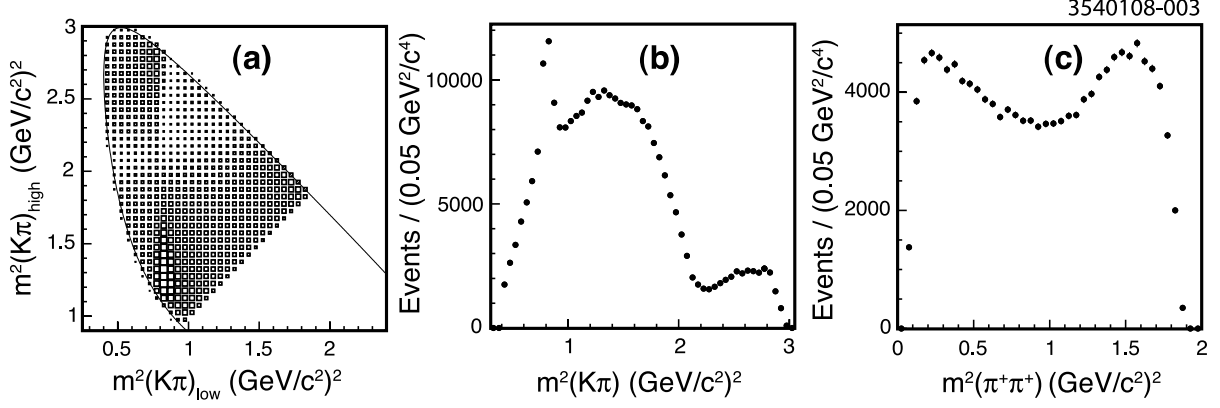 3540108-003
(a)
m²(Kπ)high (GeV/c²)²
3
2.5
2
1.5
1
0.5
1
1.5
2
m²(Kπ)low (GeV/c²)²
(b)
Events / (0.05 GeV²/c⁴)
10000
5000
0
1
2
3
m²(Kπ) (GeV/c²)²
(c)
Events / (0.05 GeV²/c⁴)
4000
2000
0
0
0.5
1
1.5
2
m²(π⁺π⁺) (GeV/c²)²